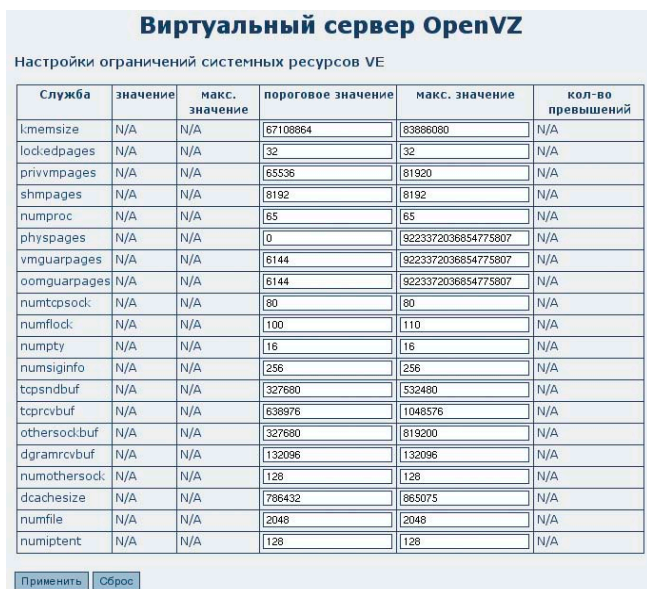 Виртуальный сервер OpenVZ
Настройки ограничений системных ресурсов VE
Служба значение макс. значение пороговое значение макс. значение кол-во превышений
kmemsize N/A N/A 67108864 83886080 N/A
lockedpages N/A N/A 32 32 N/A
privvmpages N/A N/A 65536 81920 N/A
shmpages N/A N/A 8192 8192 N/A
numproc N/A N/A 65 65 N/A
physpages N/A N/A 0 9223372036854775807 N/A
vmguarpages N/A N/A 6144 9223372036854775807 N/A
oomguarpages N/A N/A 6144 9223372036854775807 N/A
numtcpsock N/A N/A 80 80 N/A
numflock N/A N/A 100 110 N/A
numpty N/A N/A 16 16 N/A
numsiginfo N/A N/A 256 256 N/A
tcpsndbuf N/A N/A 327680 532480 N/A
tcprcvbuf N/A N/A 638976 1048576 N/A
othersockbuf N/A N/A 327680 819200 N/A
dgramrcvbuf N/A N/A 132096 132096 N/A
numothersock N/A N/A 128 128 N/A
dcachesize N/A N/A 786432 865075 N/A
numfile N/A N/A 2048 2048 N/A
numiptent N/A N/A 128 128 N/A
Применить Сброс